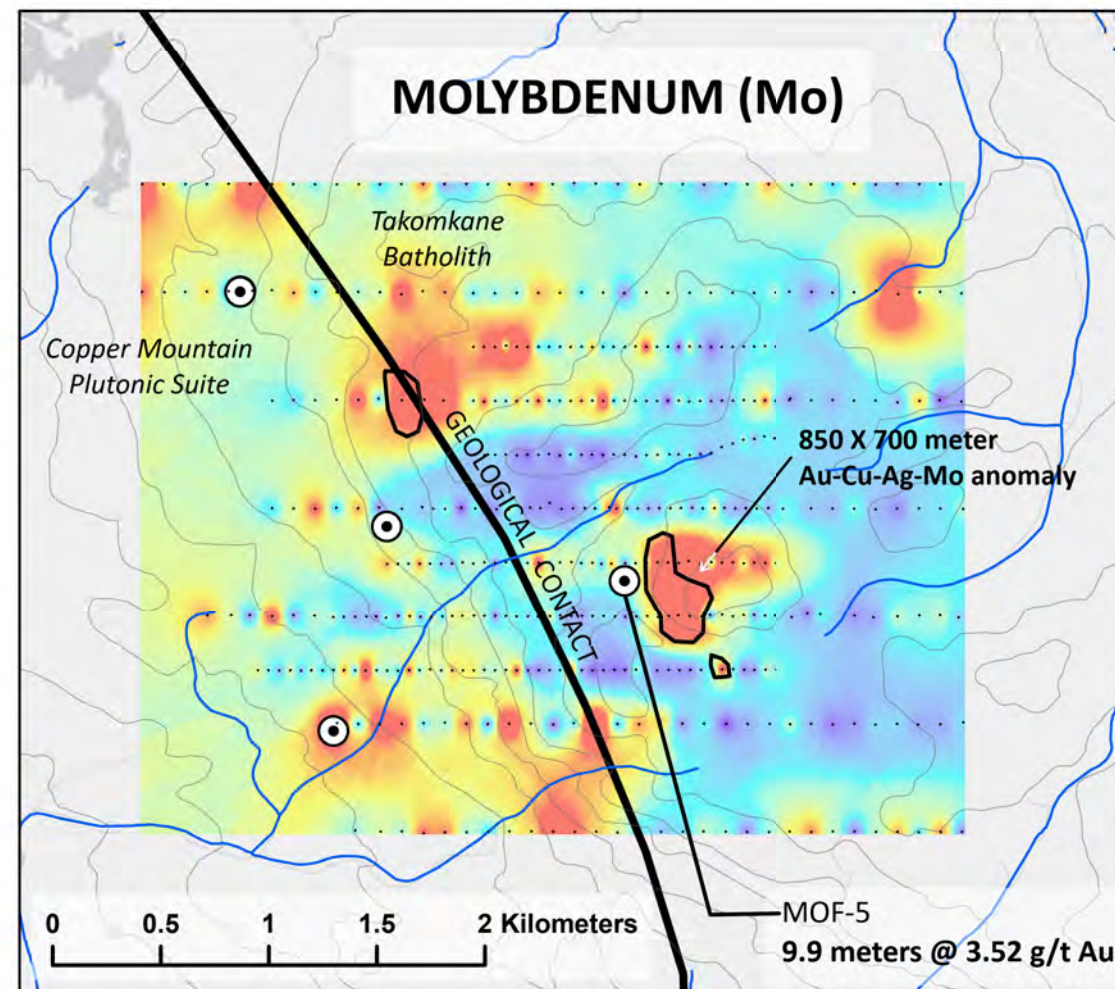 MOLYBDENUM (Mo)
Takomkane
Batholith
Copper Mountain
Plutonic Suite
GEOLOGICAL CONTACT
850 X 700 meter
Au-Cu-Ag-Mo anomaly
MOF-5
9.9 meters @ 3.52 g/t Au
0 0.5 1 1.5 2 Kilometers